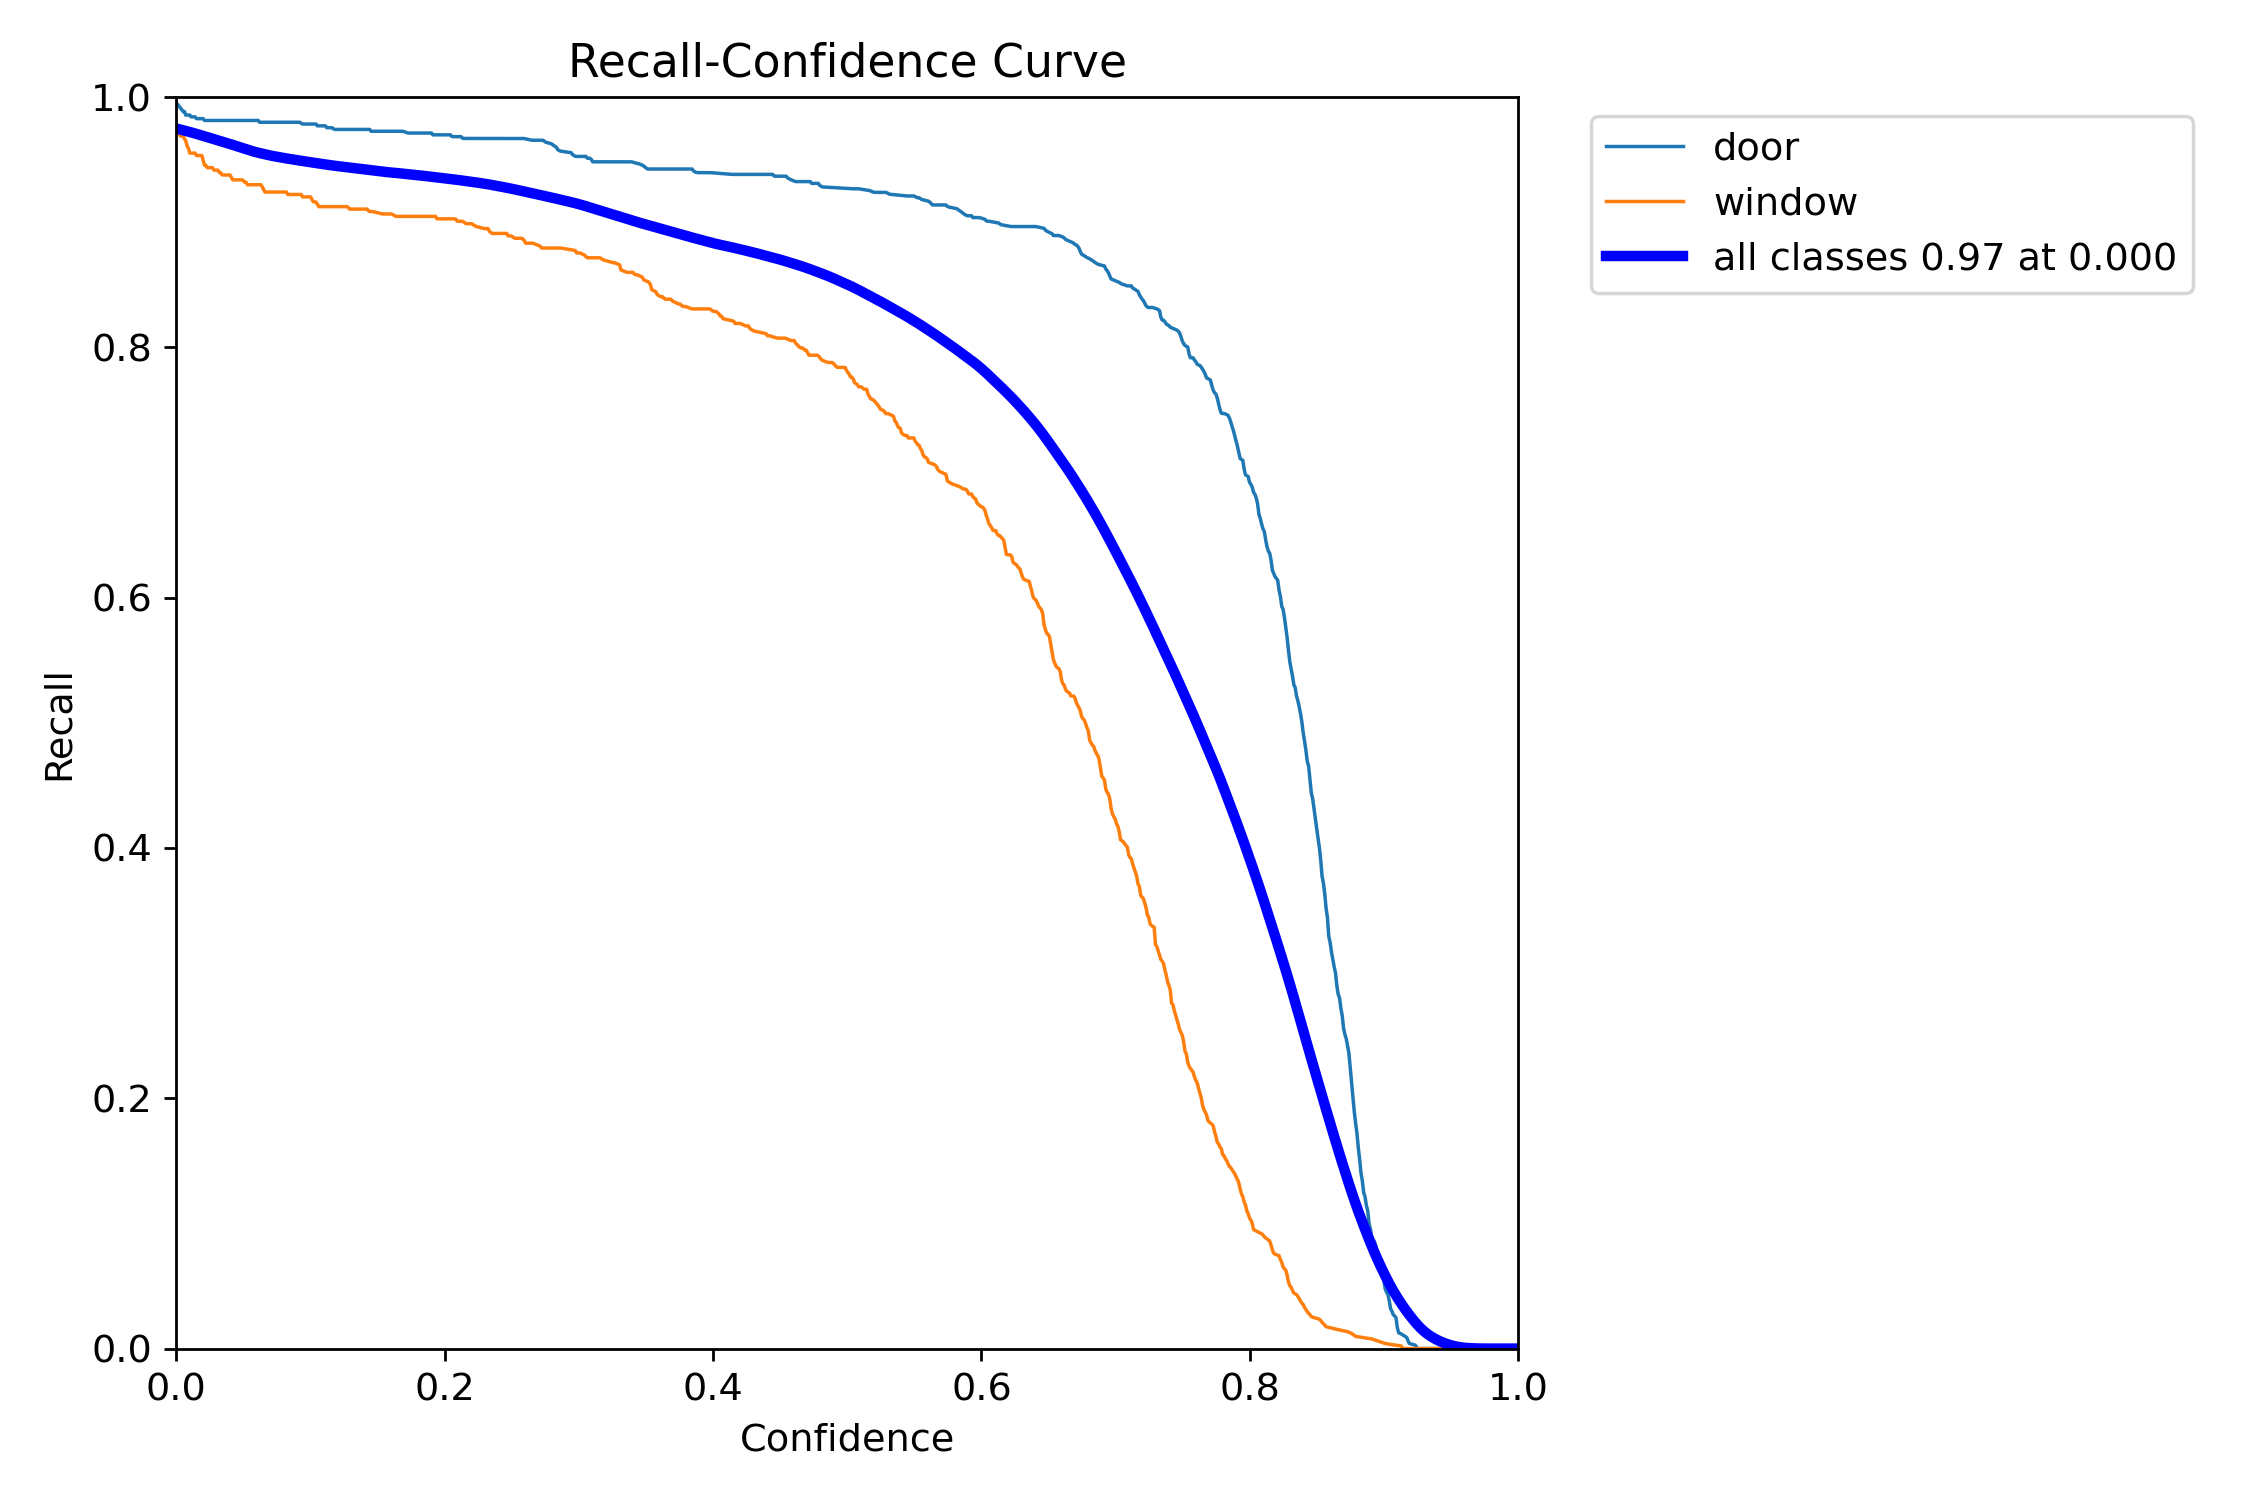 Recall-Confidence Curve
door
window
all classes 0.97 at 0.000
1.0
0.8
0.6
0.4
0.2
0.0
Recall
0.0 0.2 0.4 0.6 0.8 1.0
Confidence